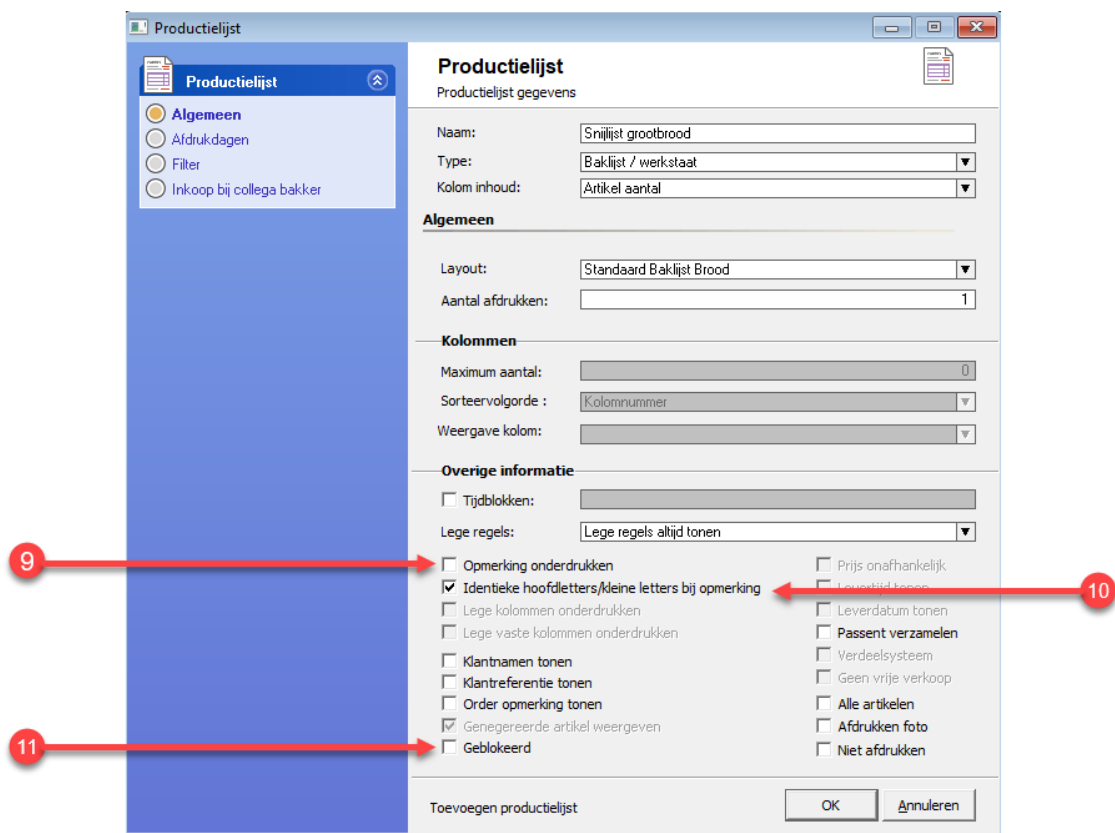 Productielijst
Productielijst
Algemeen
Afdrukdagen
Filter
Inkoop bij collega bakker
Productielijst
Productielijst gegevens
Naam: Snijlijst grootbrood
Type: Baklijst / werkstaat
Kolom inhoud: Artikel aantal
Algemeen
Layout: Standaard Baklijst Brood
Aantal afdrukken: 1
Kolommen
Maximum aantal: 0
Sorteervolgorde : Kolomnummer
Weergave kolom:
Overige informatie
Tijdblokken:
Lege regels: Lege regels altijd tonen
9 Opmerking onderdrukken Prijs onafhankelijk
Identieke hoofdletters/kleine letters bij opmerking Levertijd tonen 10
Lege kolommen onderdrukken Leverdatum tonen
Lege vaste kolommen onderdrukken Passent verzamelen
Verdeelsysteem
Klantnamen tonen Geen vrije verkoop
Klantreferentie tonen
Order opmerking tonen Alle artikelen
Genegereerde artikel weergeven Afdrukken foto
11 Geblokeerd Niet afdrukken
Toevoegen productielijst OK Annuleren